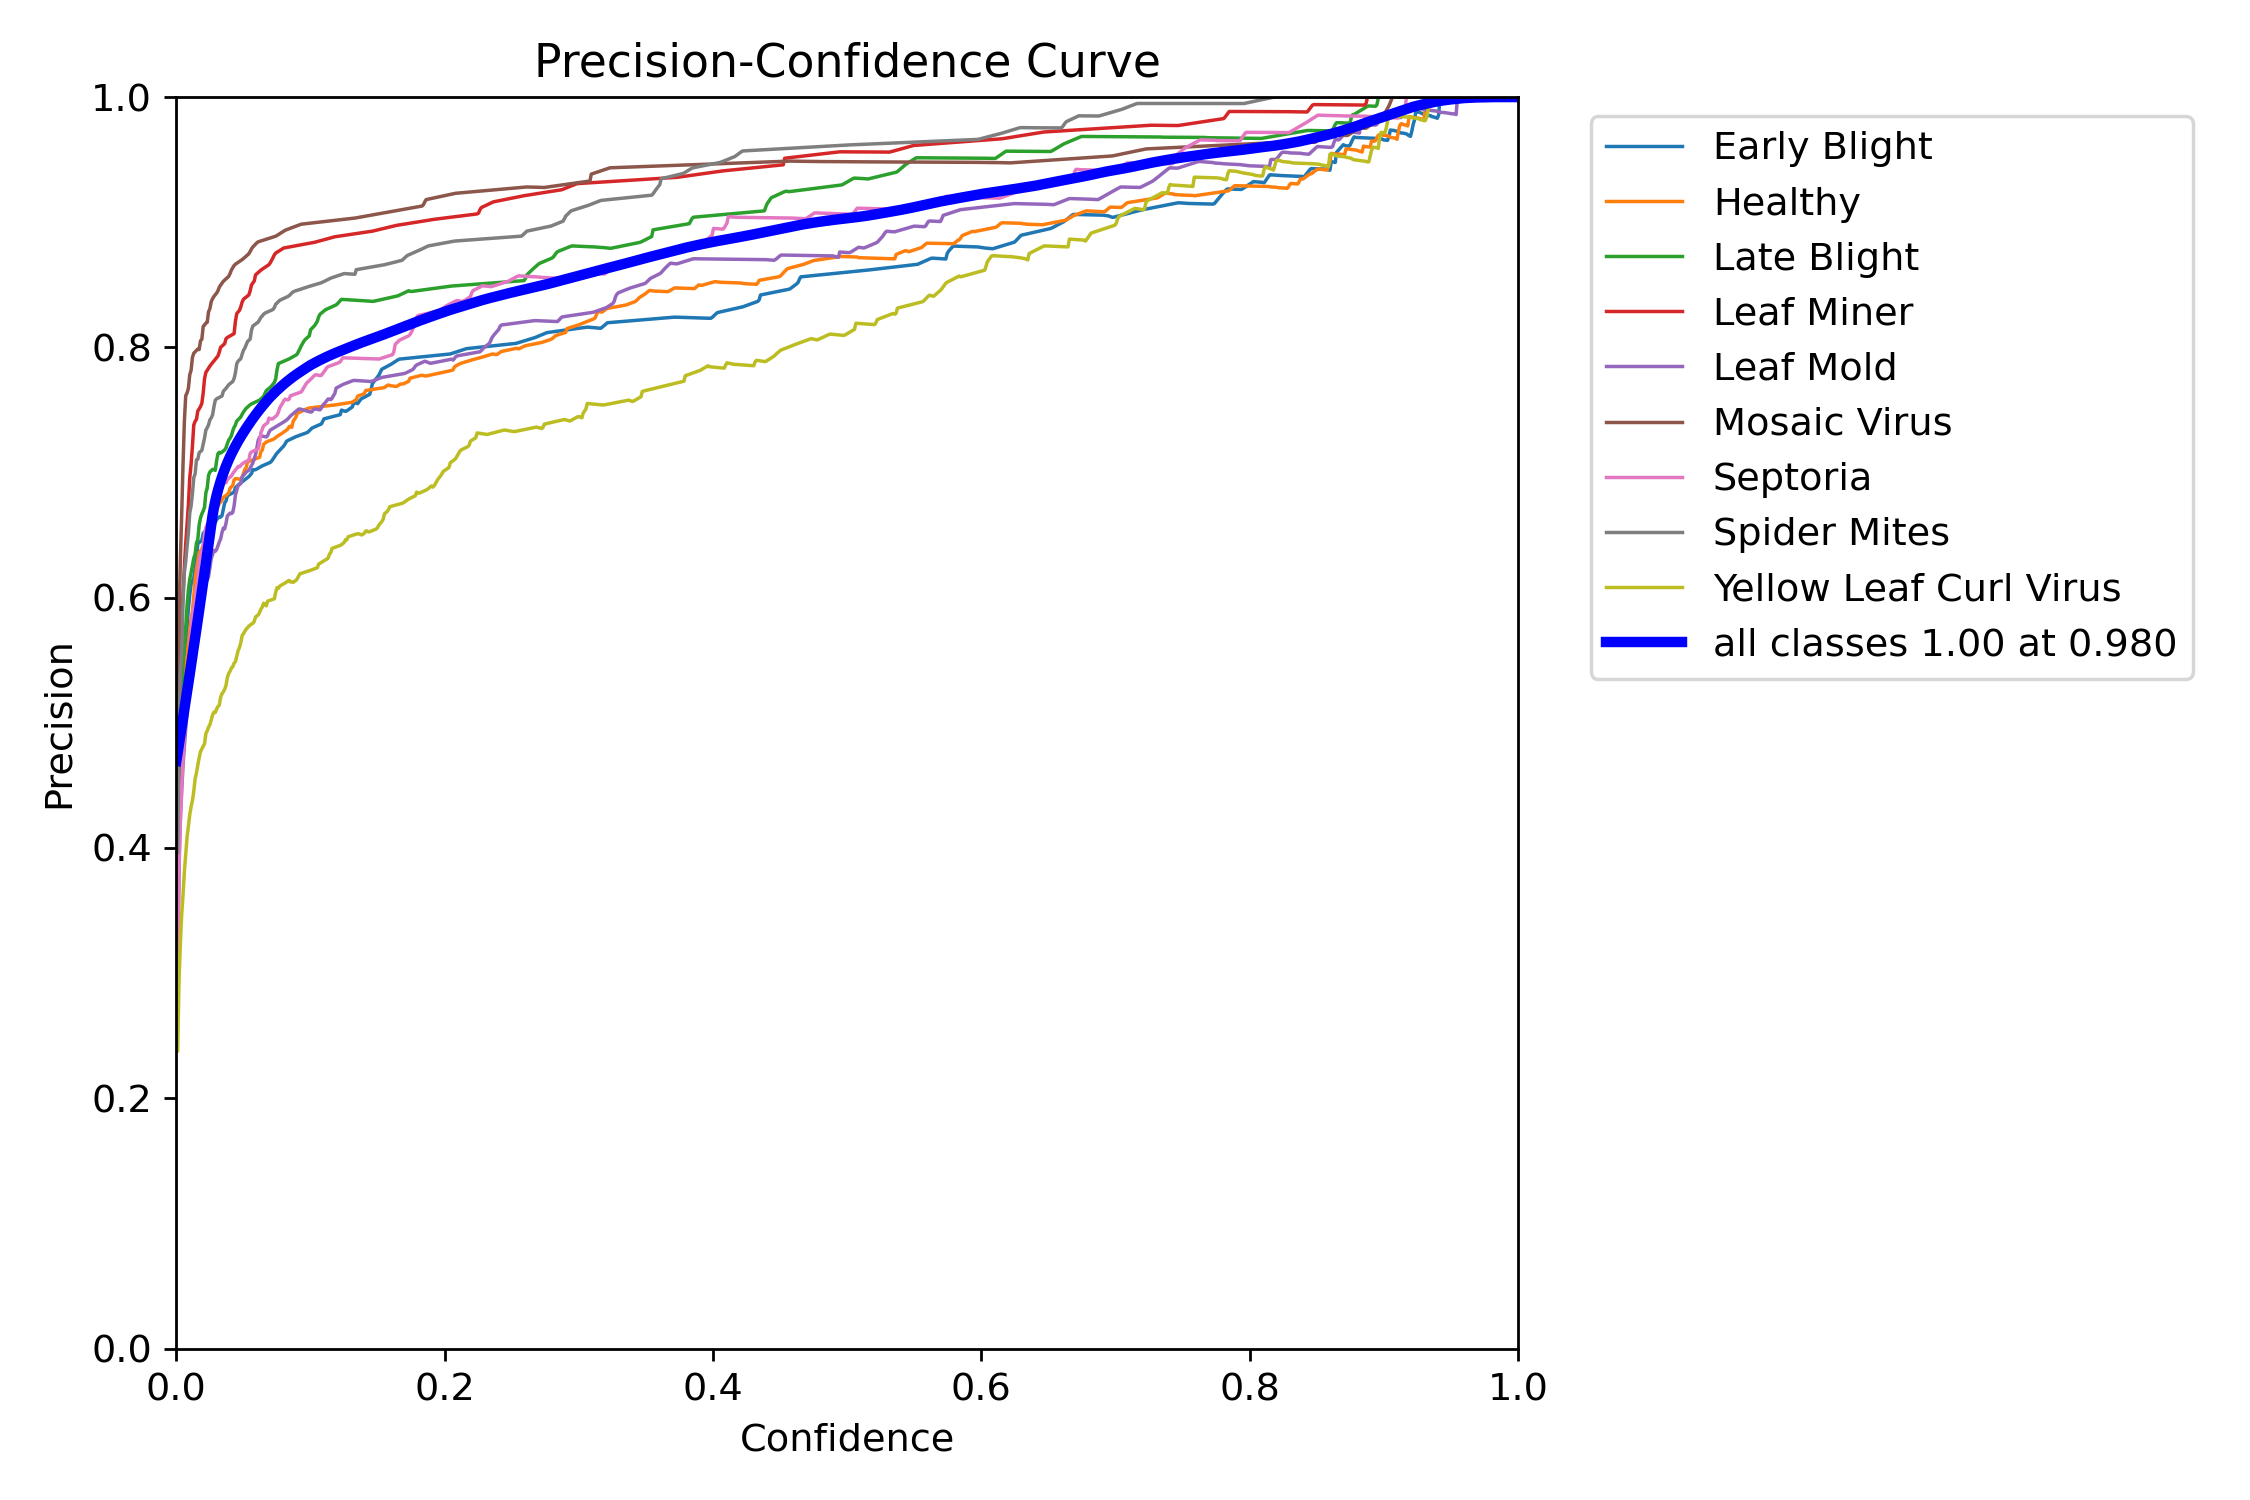 Precision-Confidence Curve
1.0
0.8
0.6
0.4
0.2
0.0
Precision
0.0 0.2 0.4 0.6 0.8 1.0
Confidence
Early Blight
Healthy
Late Blight
Leaf Miner
Leaf Mold
Mosaic Virus
Septoria
Spider Mites
Yellow Leaf Curl Virus
all classes 1.00 at 0.980